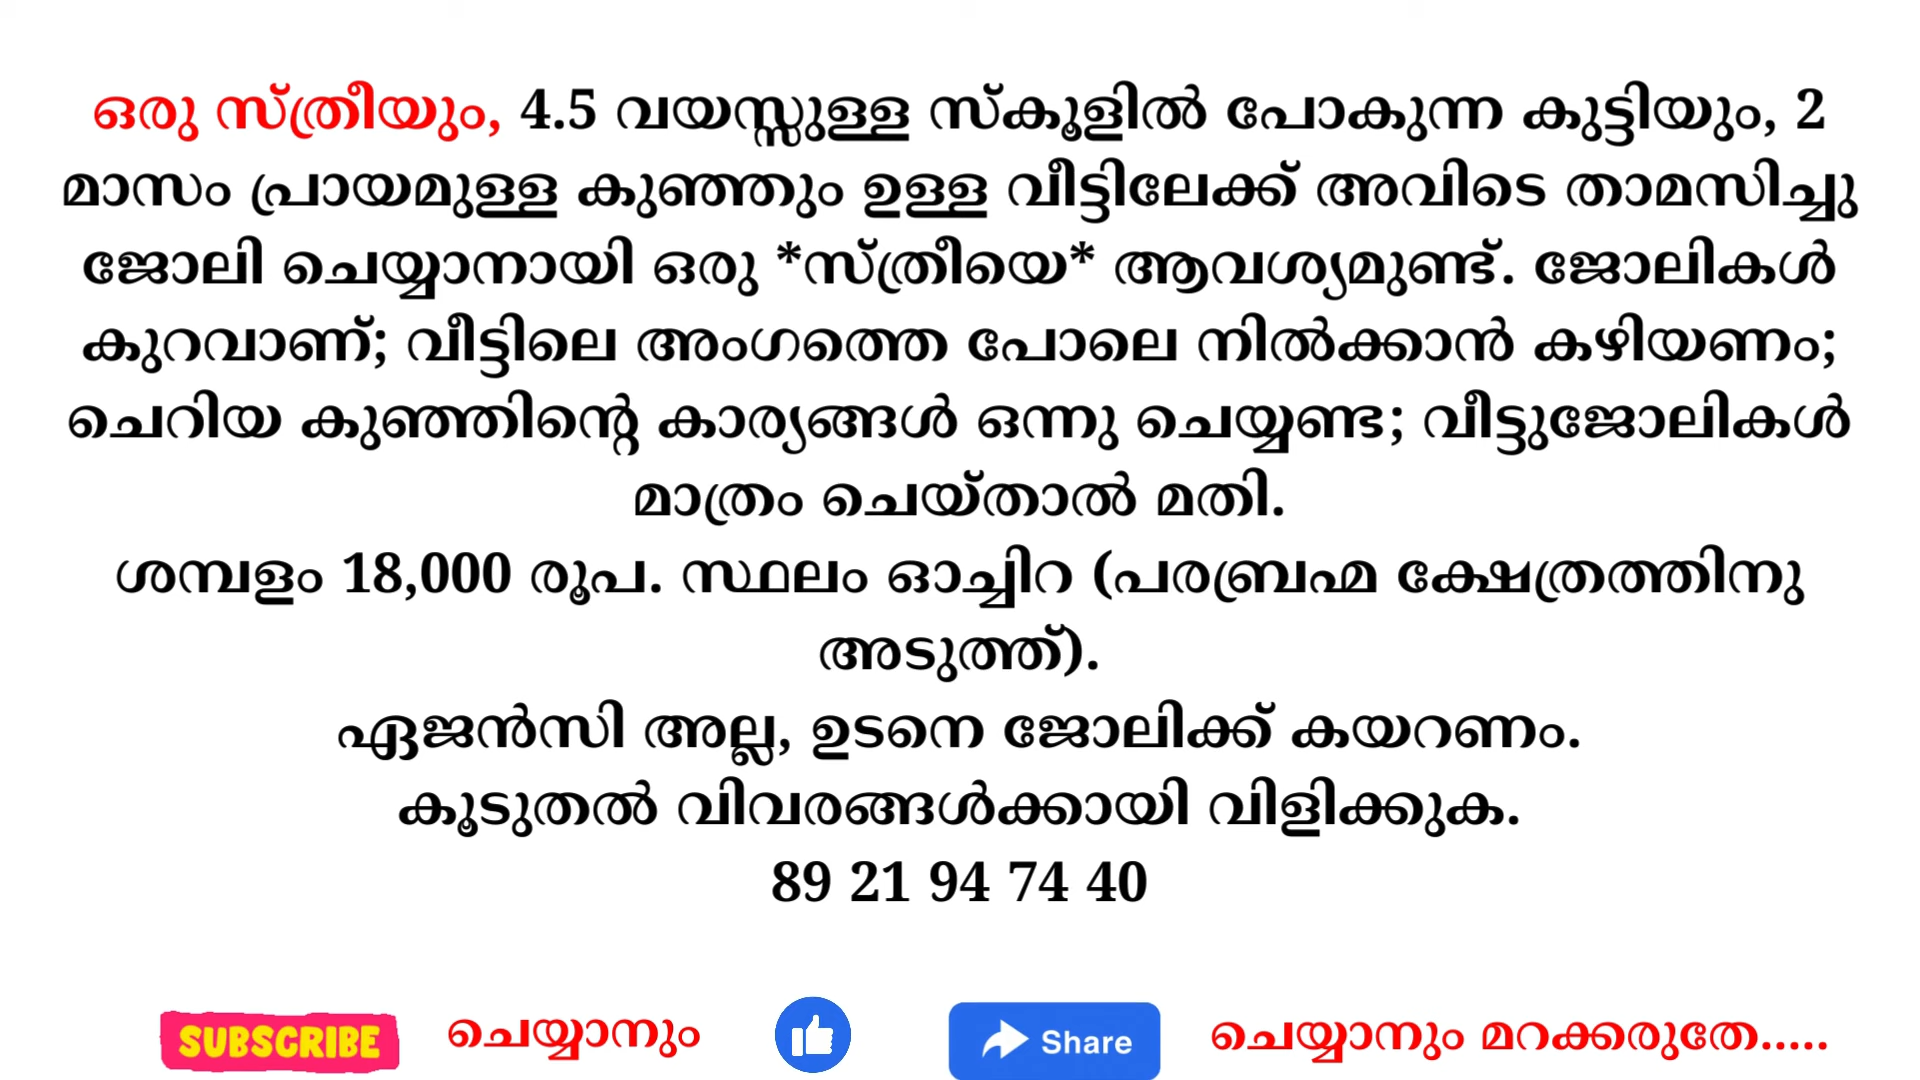 ഒരു സ്ത്രീയും, 4.5 വയസ്സുള്ള സ്കൂളിൽ പോകുന്ന കുട്ടിയും, 2
മാസം പ്രായമുള്ള കുഞ്ഞും ഉള്ള വീട്ടിലേക്ക് അവിടെ താമസിച്ചു
ജോലി ചെയ്യാനായി ഒരു *സ്ത്രീയെ* ആവശ്യമുണ്ട്. ജോലികൾ
കുറവാണ്; വീട്ടിലെ അംഗത്തെ പോലെ നിൽക്കാൻ കഴിയണം;
ചെറിയ കുഞ്ഞിന്റെ കാര്യങ്ങൾ ഒന്നു ചെയ്യണ്ട; വീട്ടുജോലികൾ
മാത്രം ചെയ്താൽ മതി.
ശമ്പളം 18,000 രൂപ. സ്ഥലം ഓച്ചിറ (പരബ്രഹ്മ ക്ഷേത്രത്തിനു
അടുത്ത്).
ഏജൻസി അല്ല, ഉടനെ ജോലിക്ക് കയറണം.
കൂടുതൽ വിവരങ്ങൾക്കായി വിളിക്കുക.
89 21 94 74 40
SUBSCRIBE ചെയ്യാനും Share ചെയ്യാനും മറക്കരുതേ.....